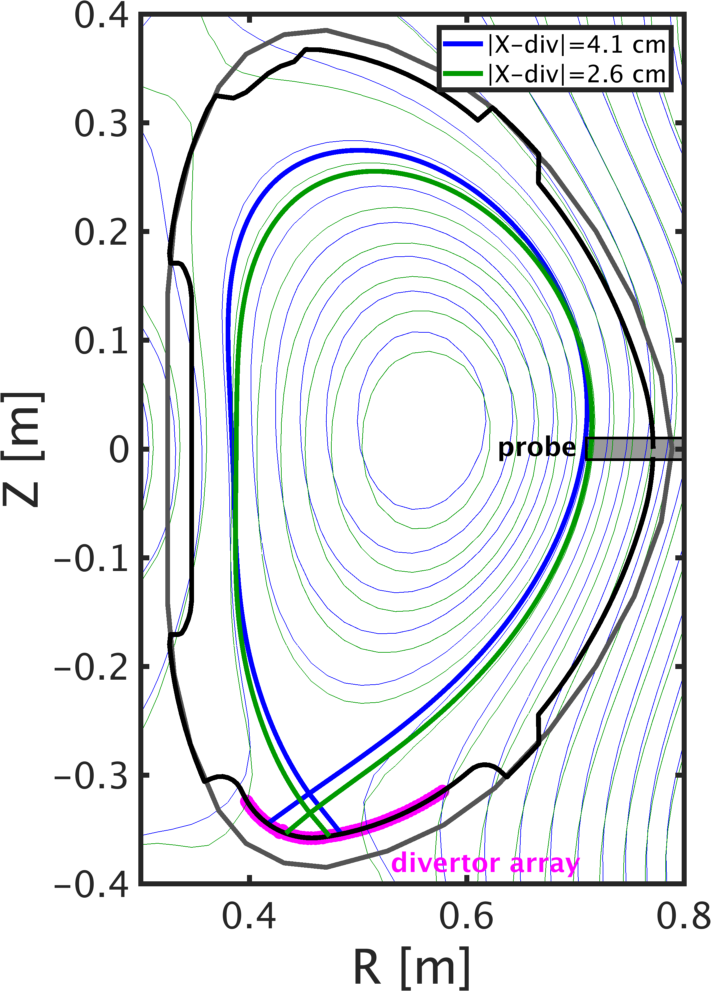 |X-div|=4.1 cm
|X-div|=2.6 cm
0.4
0.3
0.2
0.1
0
−0.1
−0.2
−0.3
−0.4
Z [m]
probe
divertor array
0.4
0.6
0.8
R [m]